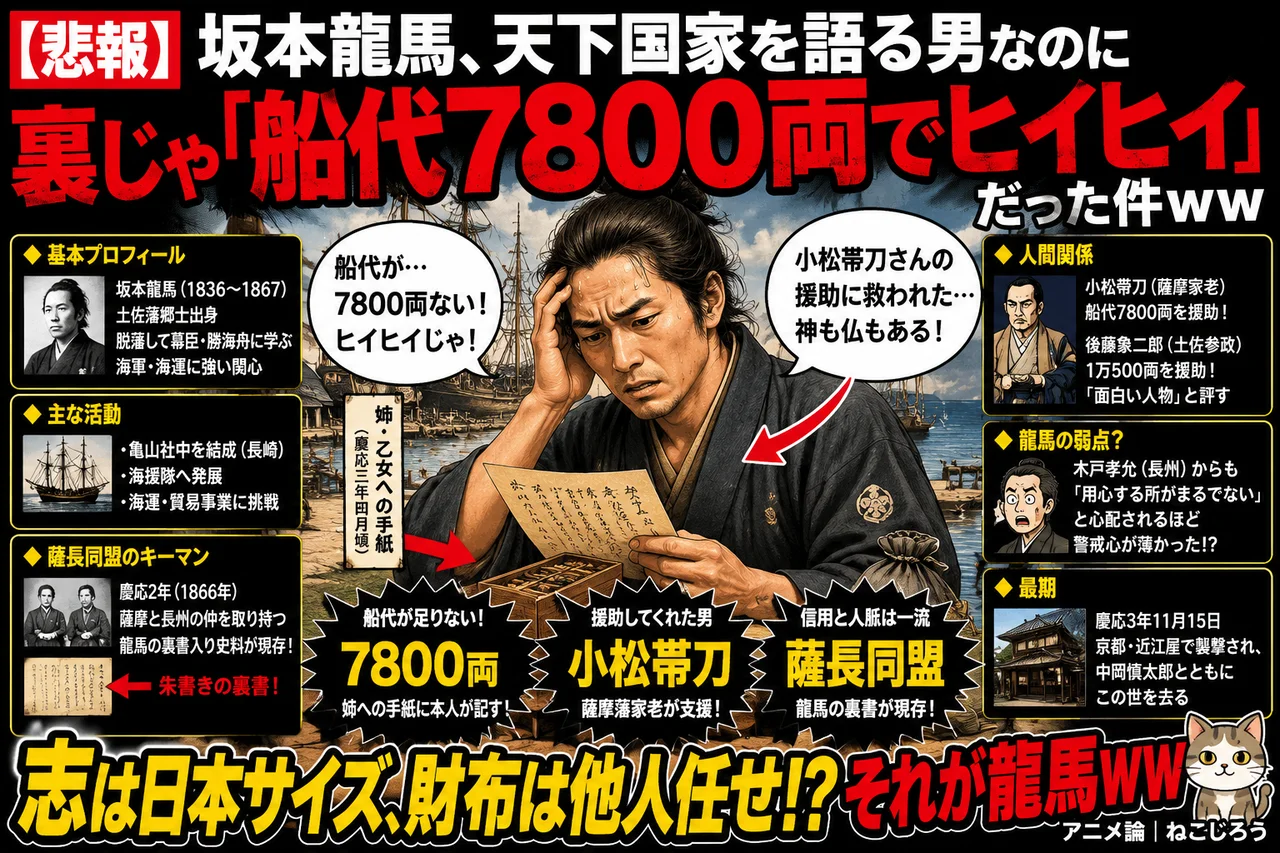 【悲報】坂本龍馬、天下国家を語る男なのに
裏じゃ「船代7800両でヒイヒイ」
だった件ww
◆ 基本プロフィール
坂本龍馬(1836〜1867)
土佐藩郷士出身
脱藩して幕臣・勝海舟に学ぶ
海軍・海運に強い関心
◆ 主な活動
・亀山社中を結成(長崎)
・海援隊へ発展
・海運・貿易事業に挑戦
◆ 薩長同盟のキーマン
慶応2年(1866年)
薩摩と長州の仲を取り持つ
龍馬の裏書入り史料が現存!
朱書きの裏書!
船代が…
7800両ない!
ヒイヒイじゃ!
小松帯刀さんの
援助に救われた…
神も仏もある!
姉・乙女への手紙
船代が足りない!
7800両
姉への手紙に本人が記す!
援助してくれた男
小松帯刀
薩摩藩家老が支援!
信用と人脈は一流
薩長同盟
龍馬の裏書が現存!
◆ 人間関係
小松帯刀(薩摩家老)
船代7800両を援助!
後藤象二郎(土佐参政)
1万500両を援助!
「面白い人物」と評す
◆ 龍馬の弱点?
木戸孝允(長州)からも
「用心する所がまるでない」
と心配されるほど
警戒心が薄かった!?
◆ 最期
慶応3年11月15日
京都・近江屋で襲撃され、
中岡慎太郎とともに
この世を去る
志は日本サイズ、財布は他人任せ!?それが龍馬ww
アニメ論|ねこじろう